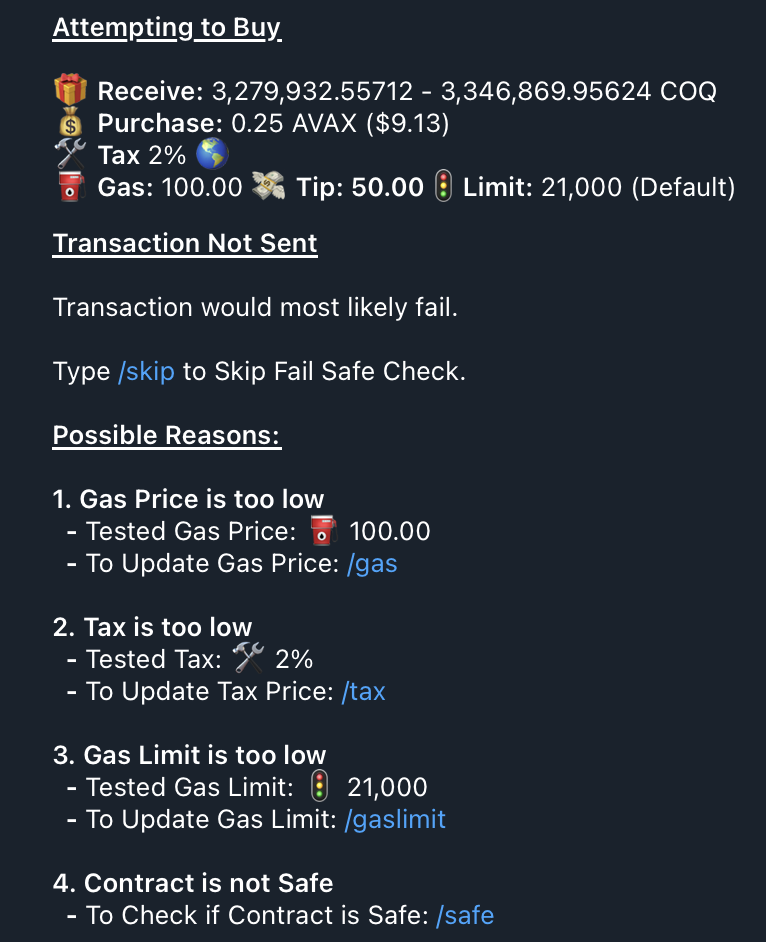 Attempting to Buy
🎁 Receive: 3,279,932.55712 - 3,346,869.95624 COQ
💰 Purchase: 0.25 AVAX ($9.13)
🛠 Tax 2% 🌎
⛽ Gas: 100.00 💸 Tip: 50.00 🚦 Limit: 21,000 (Default)
Transaction Not Sent
Transaction would most likely fail.
Type /skip to Skip Fail Safe Check.
Possible Reasons:
1. Gas Price is too low
- Tested Gas Price: ⛽ 100.00
- To Update Gas Price: /gas
2. Tax is too low
- Tested Tax: 🛠 2%
- To Update Tax Price: /tax
3. Gas Limit is too low
- Tested Gas Limit: 🚦 21,000
- To Update Gas Limit: /gaslimit
4. Contract is not Safe
- To Check if Contract is Safe: /safe